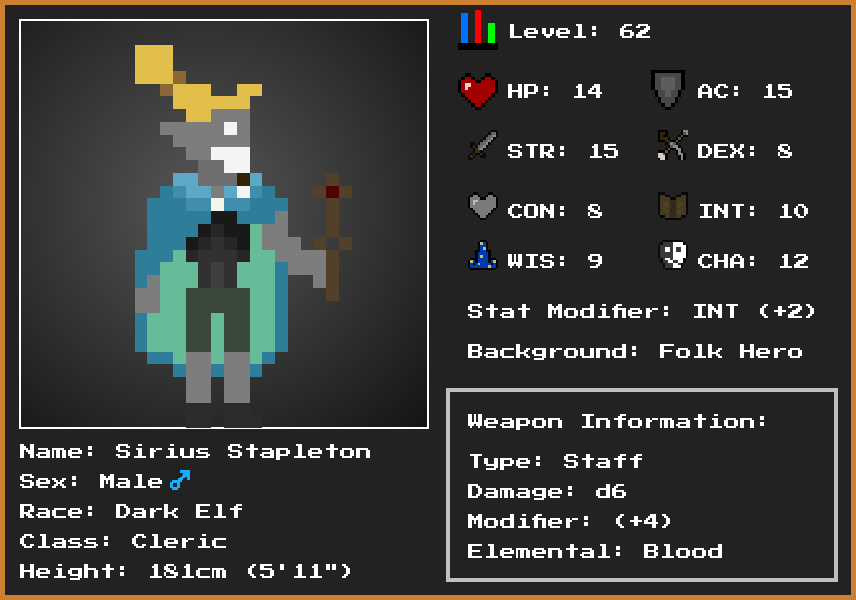 Level: 62
HP: 14 AC: 15
STR: 15 DEX: 8
CON: 8 INT: 10
WIS: 9 CHA: 12
Stat Modifier: INT (+2)
Background: Folk Hero
Weapon Information:
Type: Staff
Damage: d6
Modifier: (+4)
Elemental: Blood
Name: Sirius Stapleton
Sex: Male♂
Race: Dark Elf
Class: Cleric
Height: 181cm (5'11")